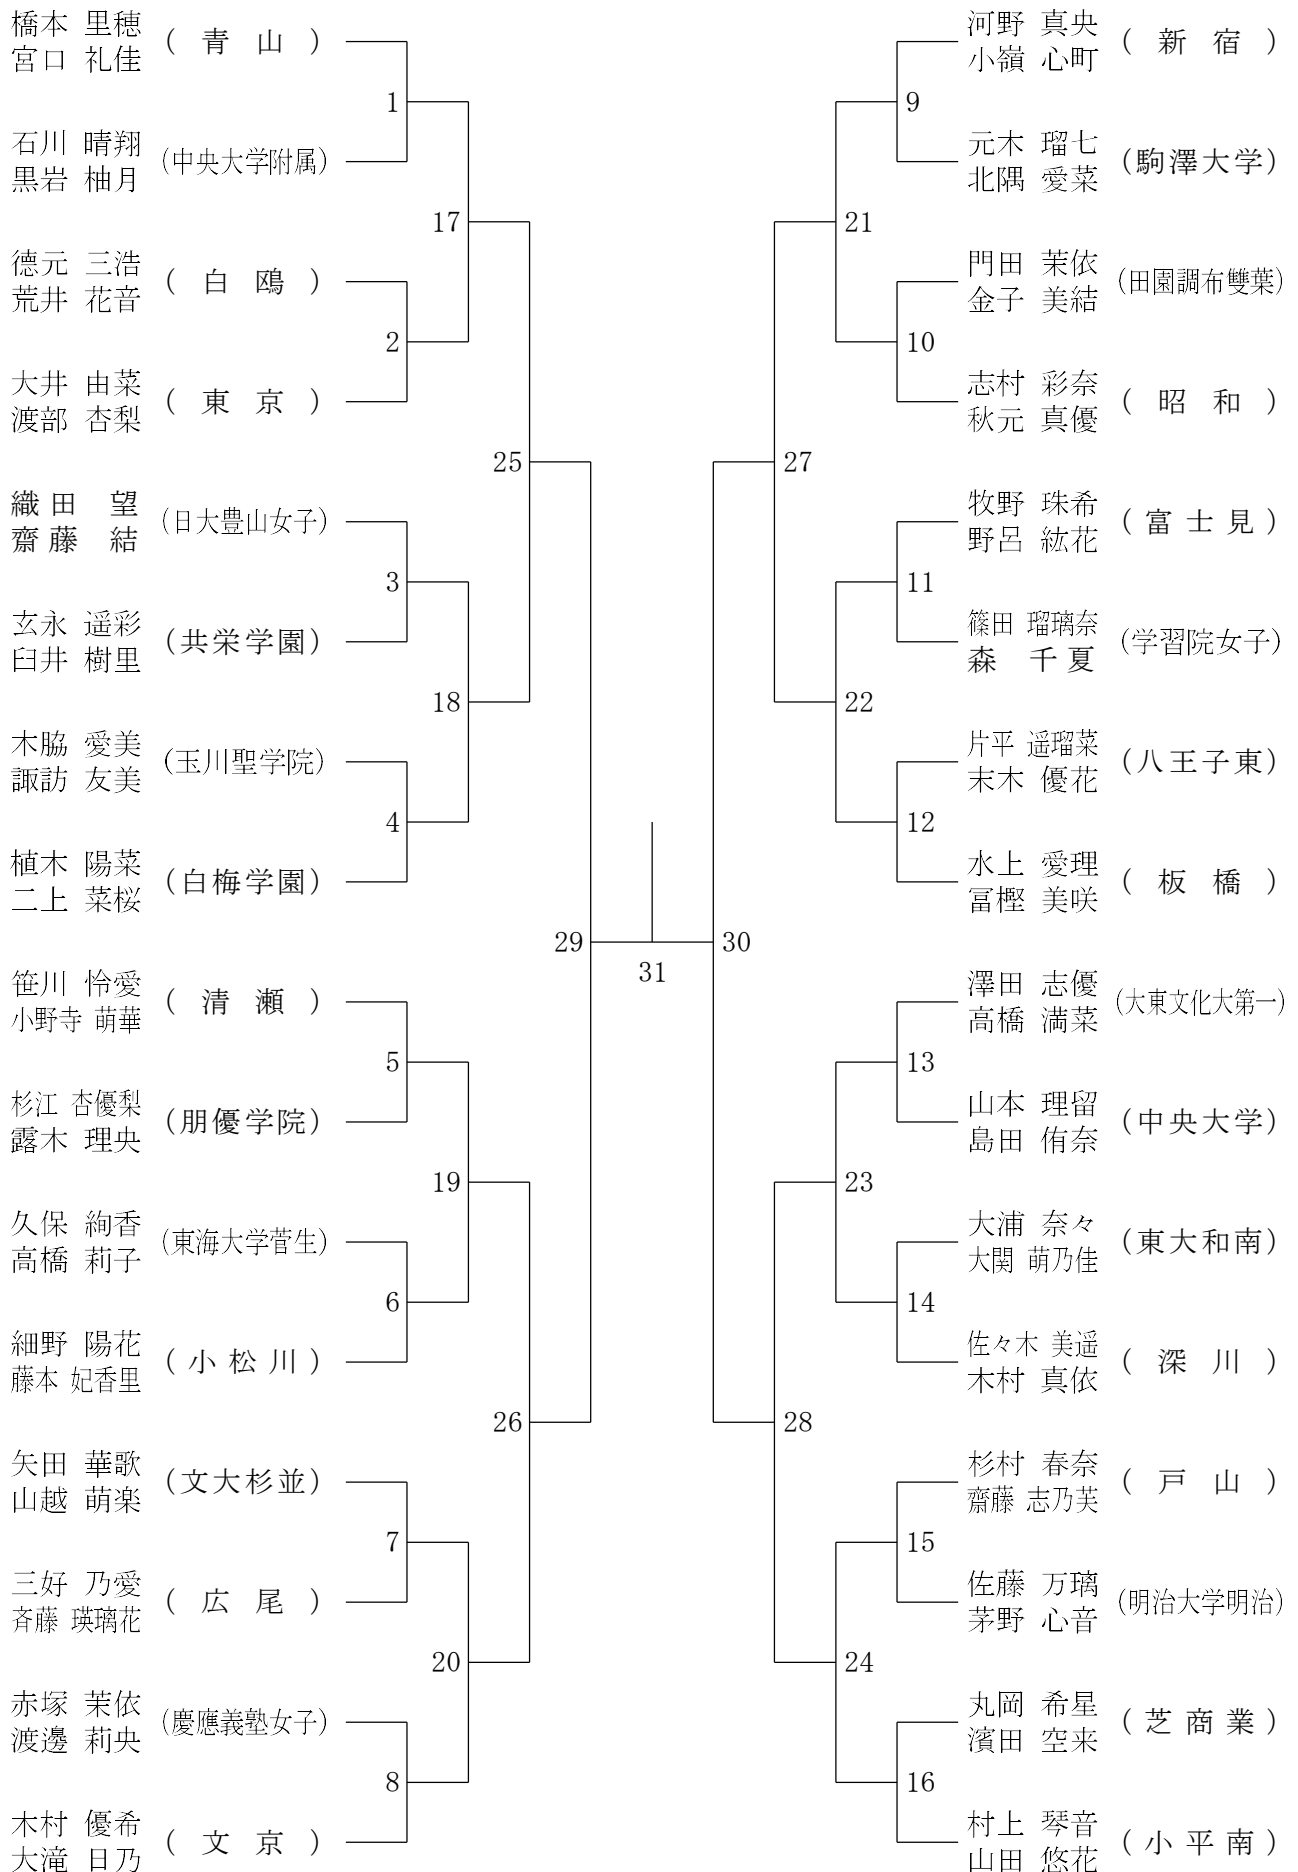 橋本 里穂
宮口 礼佳
(青山)
1
石川 晴翔
黒岩 柚月
(中央大学附属)
17
徳元 三浩
荒井 花音
(白鴎)
2
大井 由菜
渡部 杏梨
(東京)
25
織田 望
齋藤 結
(日大豊山女子)
3
玄永 遥彩
臼井 樹里
(共栄学園)
18
木脇 愛美
諏訪 友美
(玉川聖学院)
4
植木 陽菜
二上 菜桜
(白梅学園)
29
笹川 怜愛
小野寺 萌華
(清瀬)
5
杉江 杏優梨
露木 理央
(朋優学院)
19
久保 絢香
高橋 莉子
(東海大学菅生)
6
細野 陽花
藤本 妃香里
(小松川)
26
矢田 華歌
山越 萌楽
(文大杉並)
7
三好 乃愛
斉藤 瑛璃花
(広尾)
20
赤塚 茉依
渡邊 莉央
(慶應義塾女子)
8
木村 優希
大滝 日乃
(文京)
31
河野 真央
小嶺 心町
(新宿)
9
元木 瑠七
北隅 愛菜
(駒澤大学)
21
門田 茉依
金子 美結
(田園調布雙葉)
10
志村 彩奈
秋元 真優
(昭和)
27
牧野 珠希
野呂 紘花
(富士見)
11
篠田 瑠璃奈
森 千夏
(学習院女子)
22
片平 遥瑠菜
末木 優花
(八王子東)
12
水上 愛理
冨樫 美咲
(板橋)
30
澤田 志優
高橋 満菜
(大東文化大第一)
13
山本 理留
島田 侑奈
(中央大学)
23
大浦 奈々
大関 萌乃佳
(東大和南)
14
佐々木 美遥
木村 真依
(深川)
28
杉村 春奈
齋藤 志乃芙
(戸山)
15
佐藤 万璃
茅野 心音
(明治大学明治)
24
丸岡 希星
濱田 空来
(芝商業)
16
村上 琴音
山田 悠花
(小平南)